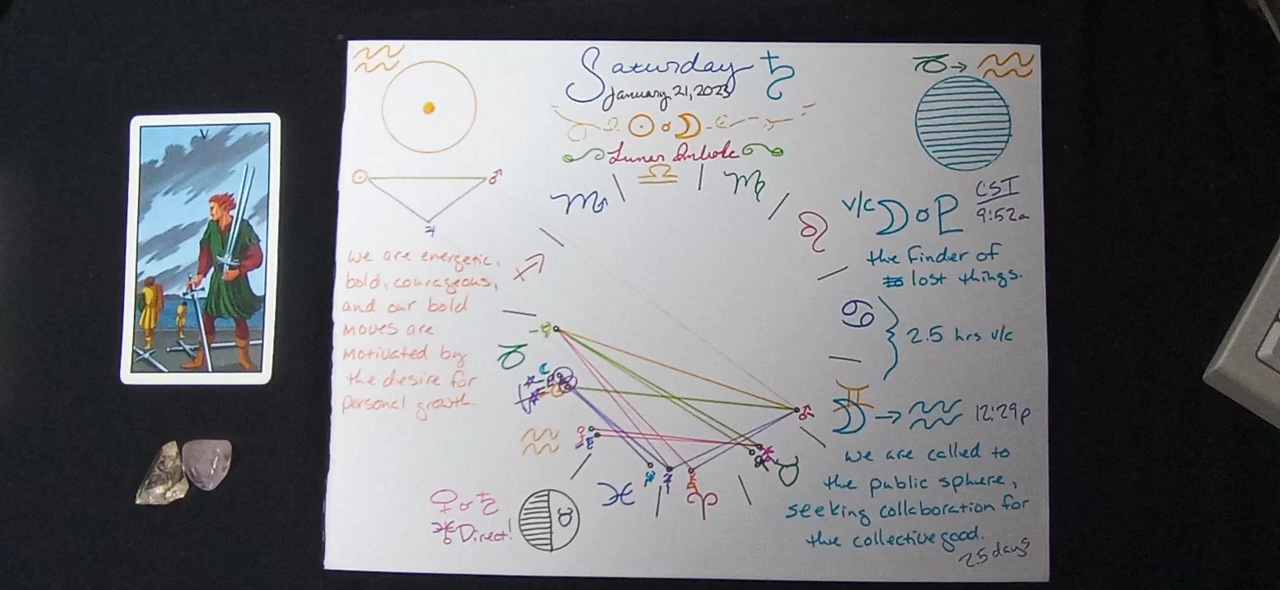 V
Saturday
January 21, 2023
Lunar Imbolc
we are energetic,
bold, courageous,
and our bold
moves are
motivated by
the desire for
personal growth.
v/c
CST
9:52a
the finder of
lost things.
2.5 hrs v/c
12:29p
we are called to
the public sphere,
seeking collaboration for
the collective good.
25 days
Direct!